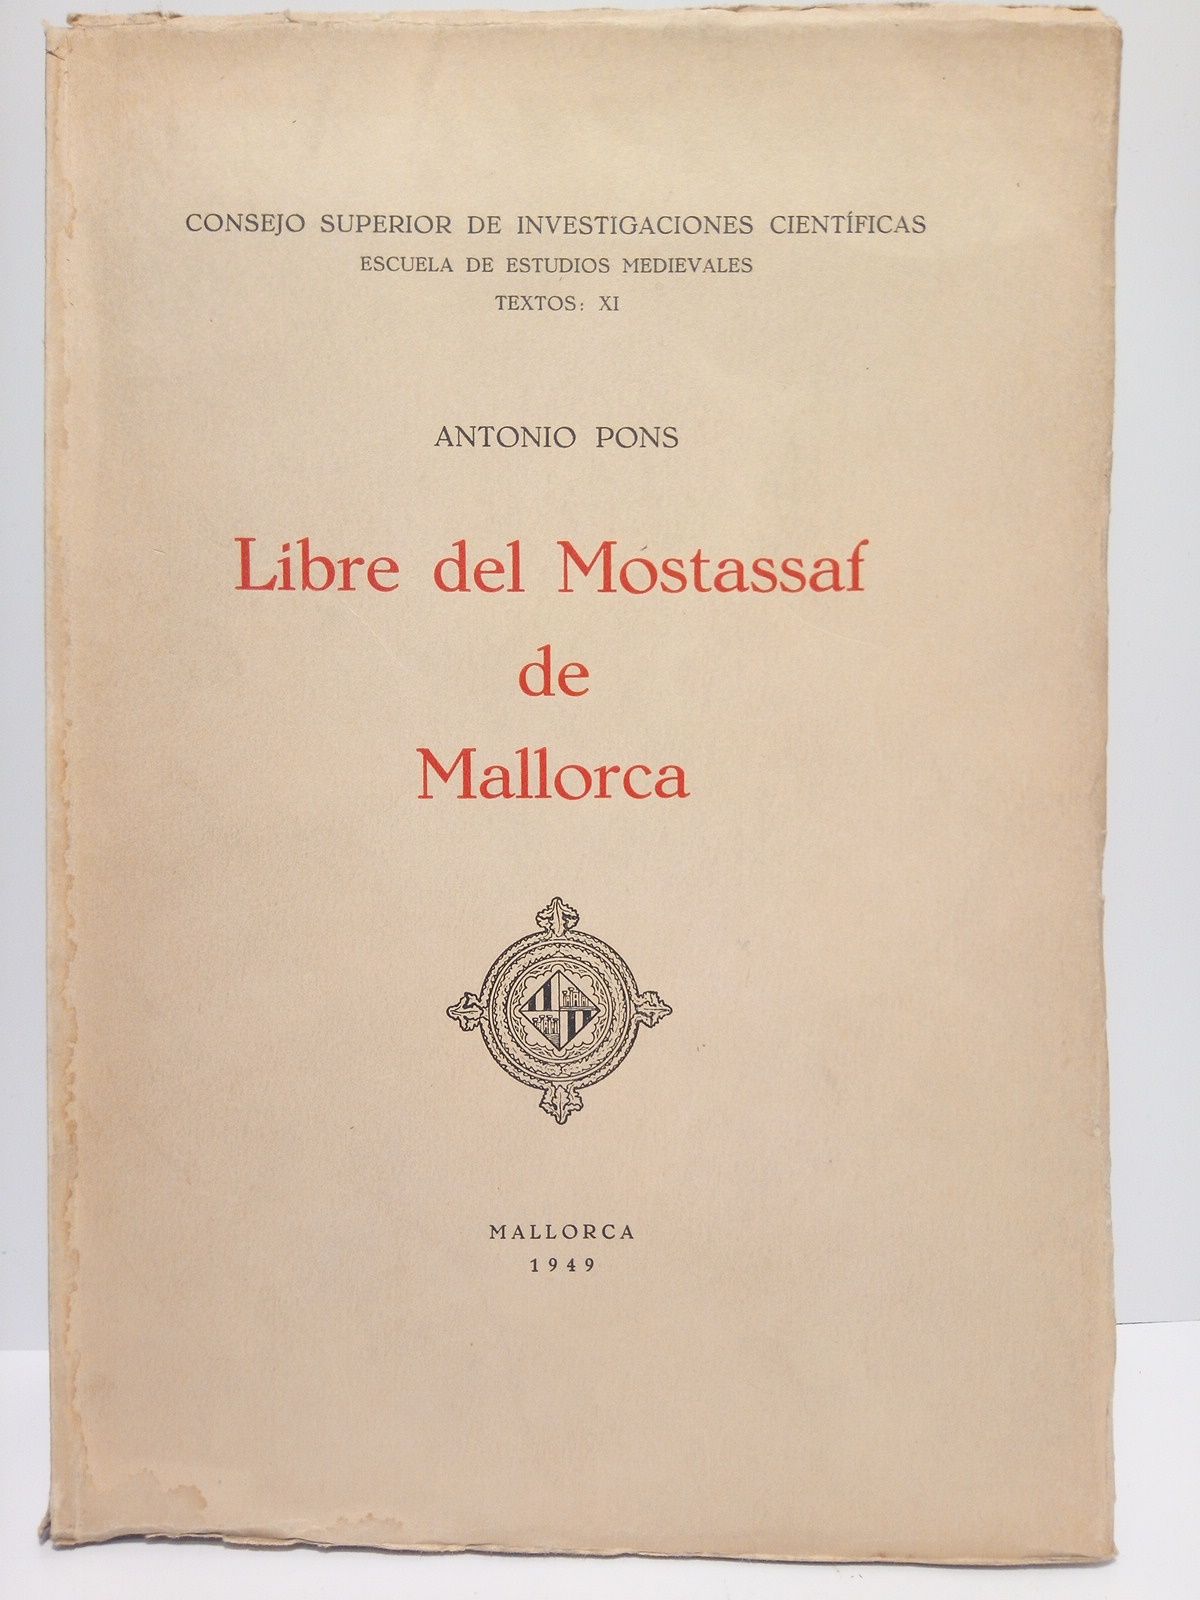 CONSEJO SUPERIOR DE INVESTIGACIONES CIENTÍFICAS
ESCUELA DE ESTUDIOS MEDIEVALES
TEXTOS: XI
ANTONIO PONS
Libre del Mostassaf
de
Mallorca
MALLORCA
1949